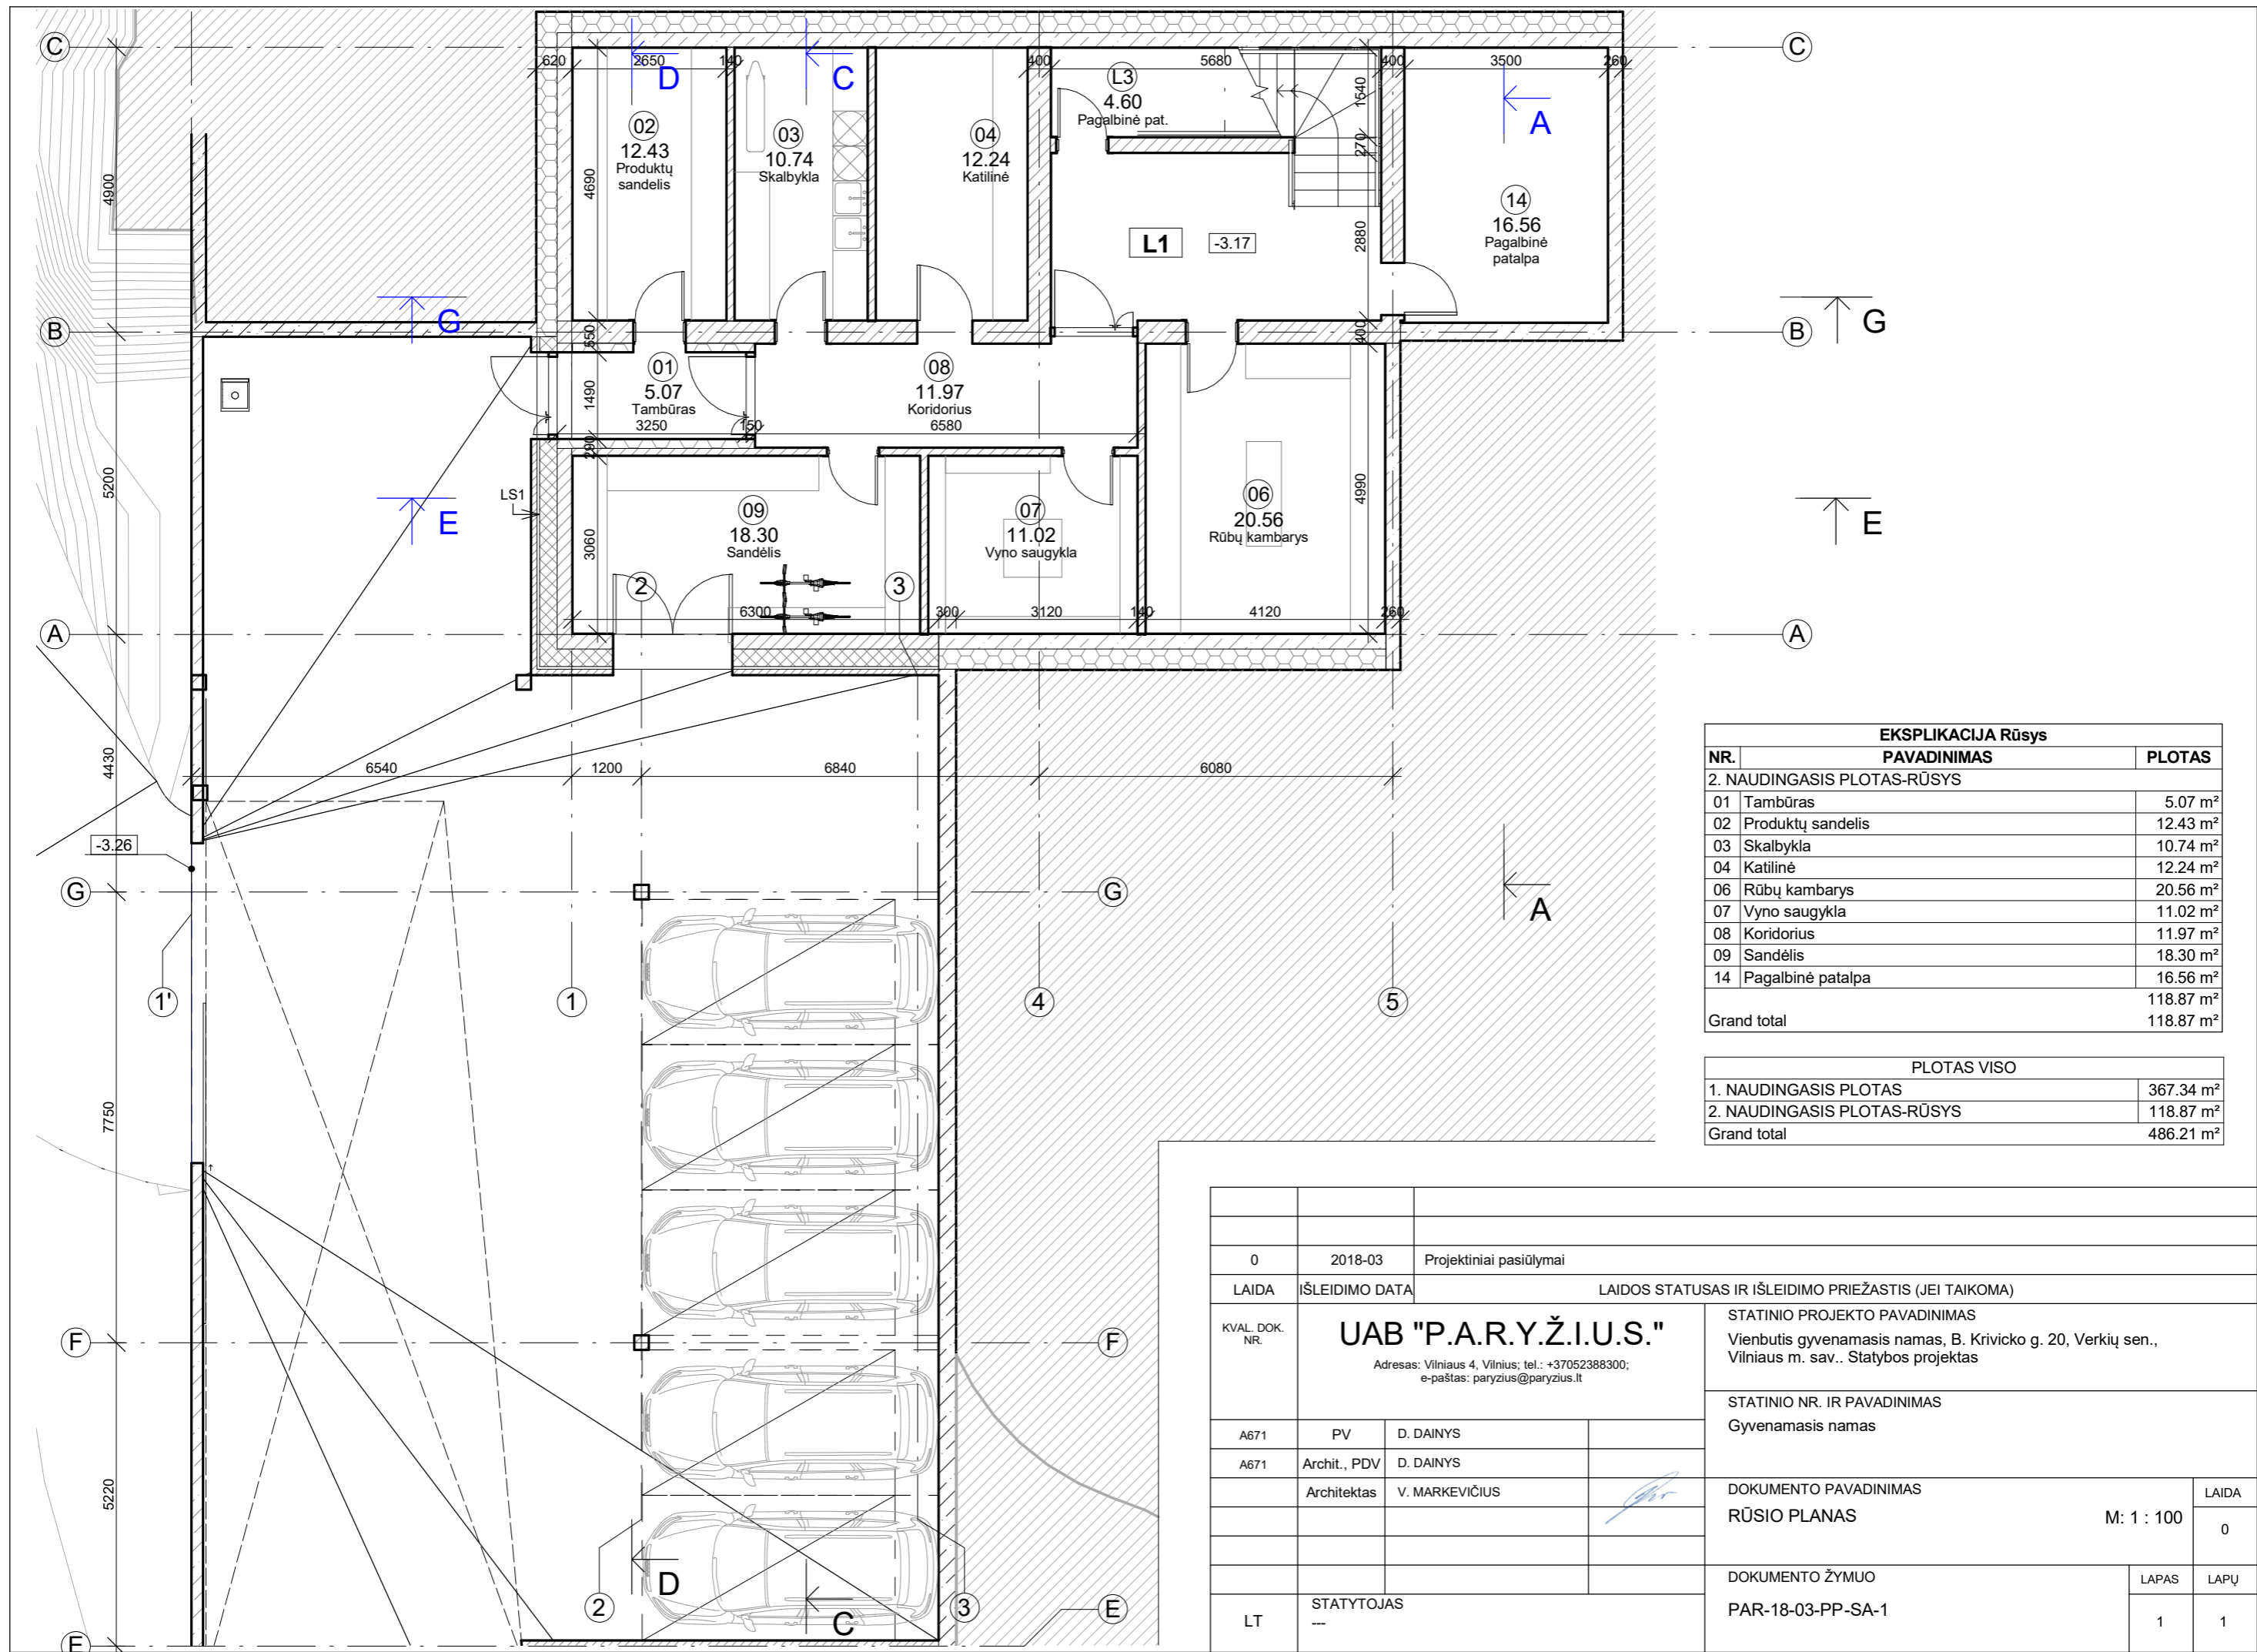 C
C
620
2650
140
400
5680
400
3500
260
D
C
L3
4.60
Pagalbinė pat.
1540
A
02
12.43
Produktų
sandelis
03
10.74
Skalbykla
04
12.24
Katilinė
270
4900
4690
14
16.56
Pagalbinė
patalpa
L1
-3.17
2880
G
G
B
B
550
400
01
5.07
Tambūras
08
11.97
Koridorius
1490
3250
150
6580
290
5200
LS1
E
E
09
18.30
Sandėlis
07
11.02
Vyno saugykla
06
20.56
Rūbų kambarys
4990
3060
2
3
6300
300
3120
140
4120
260
A
A
4430
6540
1200
6840
6080
-3.26
G
G
A
1'
1
4
5
7750
F
F
5220
D
C
2
3
E
E
EKSPLIKACIJA Rūsys
NR. PAVADINIMAS PLOTAS
2. NAUDINGASIS PLOTAS-RŪSYS
01 Tambūras 5.07 m²
02 Produktų sandelis 12.43 m²
03 Skalbykla 10.74 m²
04 Katilinė 12.24 m²
06 Rūbų kambarys 20.56 m²
07 Vyno saugykla 11.02 m²
08 Koridorius 11.97 m²
09 Sandėlis 18.30 m²
14 Pagalbinė patalpa 16.56 m²
118.87 m²
Grand total 118.87 m²
PLOTAS VISO
1. NAUDINGASIS PLOTAS 367.34 m²
2. NAUDINGASIS PLOTAS-RŪSYS 118.87 m²
Grand total 486.21 m²
0 2018-03 Projektiniai pasiūlymai
LAIDA IŠLEIDIMO DATA LAIDOS STATUSAS IR IŠLEIDIMO PRIEŽASTIS (JEI TAIKOMA)
KVAL. DOK.
NR.
UAB "P.A.R.Y.Ž.I.U.S."
Adresas: Vilniaus 4, Vilnius; tel.: +37052388300;
e-paštas: paryzius@paryzius.lt
STATINIO PROJEKTO PAVADINIMAS
Vienbutis gyvenamasis namas, B. Krivicko g. 20, Verkių sen.,
Vilniaus m. sav.. Statybos projektas
STATINIO NR. IR PAVADINIMAS
Gyvenamasis namas
A671 PV D. DAINYS
A671 Archit., PDV D. DAINYS
Architektas V. MARKEVIČIUS
DOKUMENTO PAVADINIMAS
RŪSIO PLANAS M: 1 : 100
LAIDA
0
DOKUMENTO ŽYMUO
PAR-18-03-PP-SA-1
LAPAS LAPŲ
1 1
LT
STATYTOJAS
---